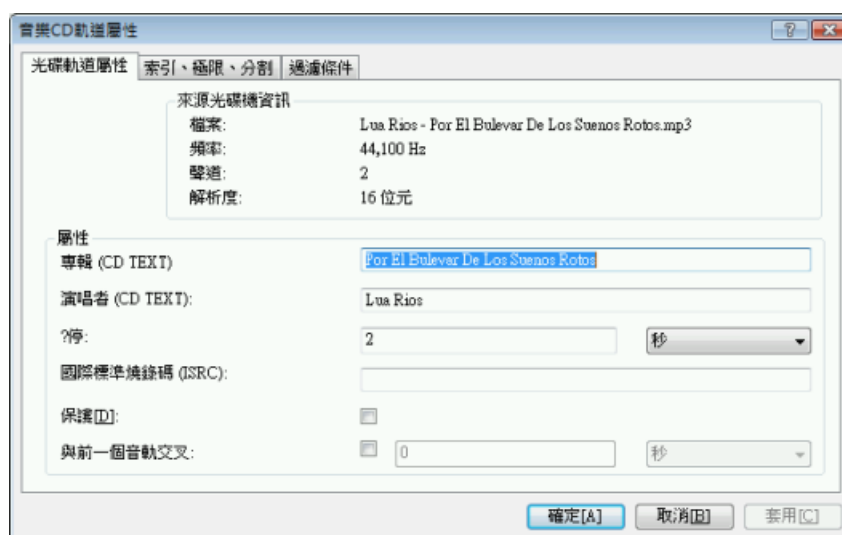 音樂CD軌道屬性
光碟軌道屬性 索引、極限、分割 過濾條件
來源光碟機資訊
檔案: Lua Rios - Por El Bulevar De Los Suenos Rotos.mp3
頻率: 44,100 Hz
聲道: 2
解析度: 16 位元
屬性
專輯 (CD TEXT) Por El Bulevar De Los Suenos Rotos
演唱者 (CD TEXT): Lua Rios
?停: 2 秒
國際標準燒錄碼 (ISRC):
保護[D]:
與前一個音軌交叉: 0 秒
確定[A] 取消[B] 套用[C]